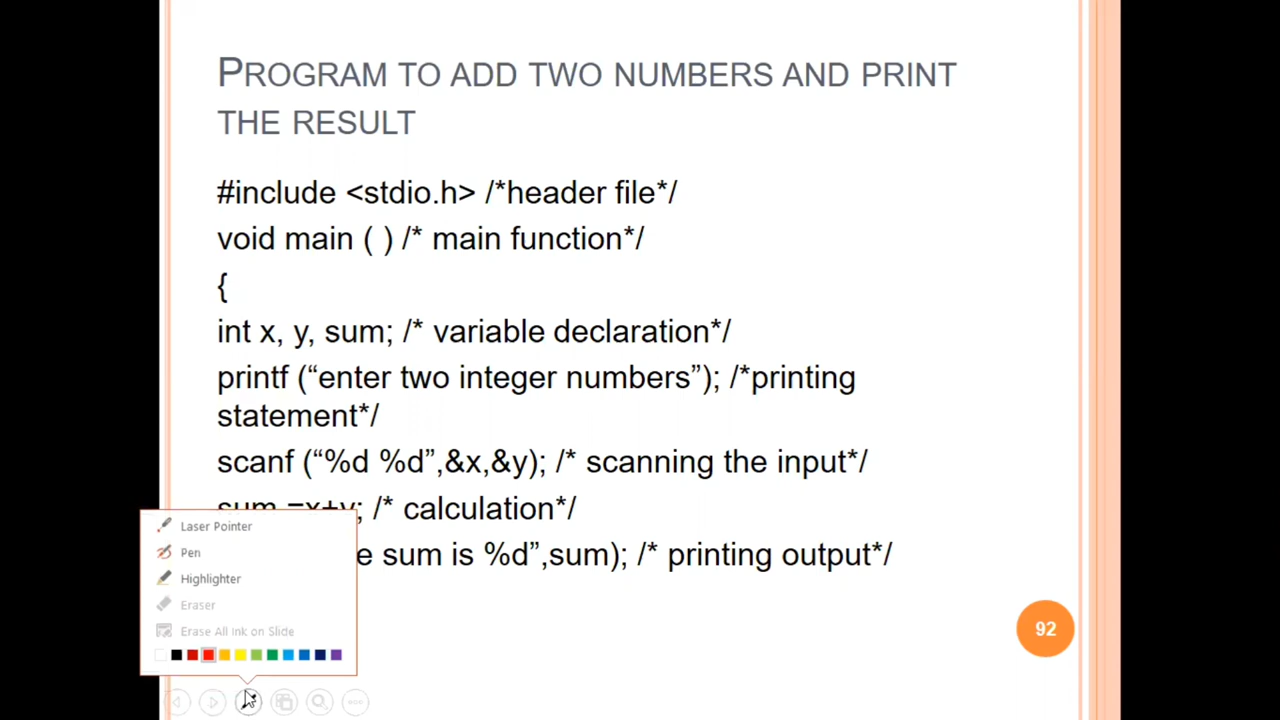 PROGRAM TO ADD TWO NUMBERS AND PRINT
THE RESULT
#include <stdio.h> /*header file*/
void main ( ) /* main function*/
{
int x, y, sum; /* variable declaration*/
printf (“enter two integer numbers”); /*printing
statement*/
scanf (“%d %d”,&x,&y); /* scanning the input*/
sum =x+y; /* calculation*/
e sum is %d”,sum); /* printing output*/
Laser Pointer
Pen
Highlighter
Eraser
Erase All Ink on Slide
92